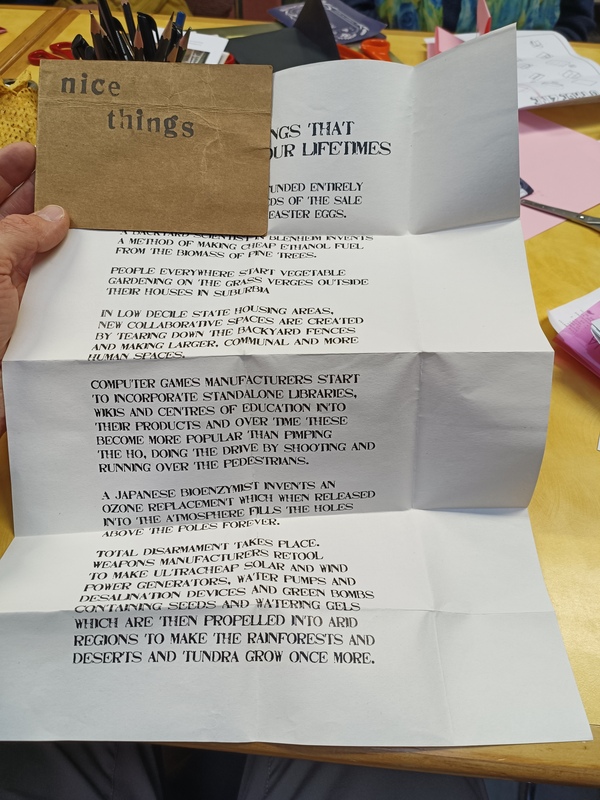 nice
things
NGS THAT
OUR LIFETIMES
UNDED ENTIRELY
DS OF THE SALE
EASTER EGGS.
A BACKYARD SCIENTIST IN BLENHEIM INVENTS
A METHOD OF MAKING CHEAP ETHANOL FUEL
FROM THE BIOMASS OF PINE TREES.
PEOPLE EVERYWHERE START VEGETABLE
GARDENING ON THE GRASS VERGES OUTSIDE
THEIR HOUSES IN SUBURBIA
IN LOW DECILE STATE HOUSING AREAS,
NEW COLLABORATIVE SPACES ARE CREATED
BY TEARING DOWN THE BACKYARD FENCES
AND MAKING LARGER, COMMUNAL AND MORE
HUMAN SPACES.
COMPUTER GAMES MANUFACTURERS START
TO INCORPORATE STANDALONE LIBRARIES,
WIKIS AND CENTRES OF EDUCATION INTO
THEIR PRODUCTS AND OVER TIME THESE
BECOME MORE POPULAR THAN PIMPING
THE HO, DOING THE DRIVE BY SHOOTING AND
RUNNING OVER THE PEDESTRIANS.
A JAPANESE BIOENZYMIST INVENTS AN
OZONE REPLACEMENT WHICH WHEN RELEASED
INTO THE ATMOSPHERE FILLS THE HOLES
ABOVE THE POLES FOREVER.
TOTAL DISARMAMENT TAKES PLACE.
WEAPONS MANUFACTURERS RETOOL
TO MAKE ULTRACHEAP SOLAR AND WIND
POWER GENERATORS, WATER PUMPS AND
DESALINATION DEVICES AND GREEN BOMBS
CONTAINING SEEDS AND WATERING GELS
WHICH ARE THEN PROPELLED INTO ARID
REGIONS TO MAKE THE RAINFORESTS AND
DESERTS AND TUNDRA GROW ONCE MORE.